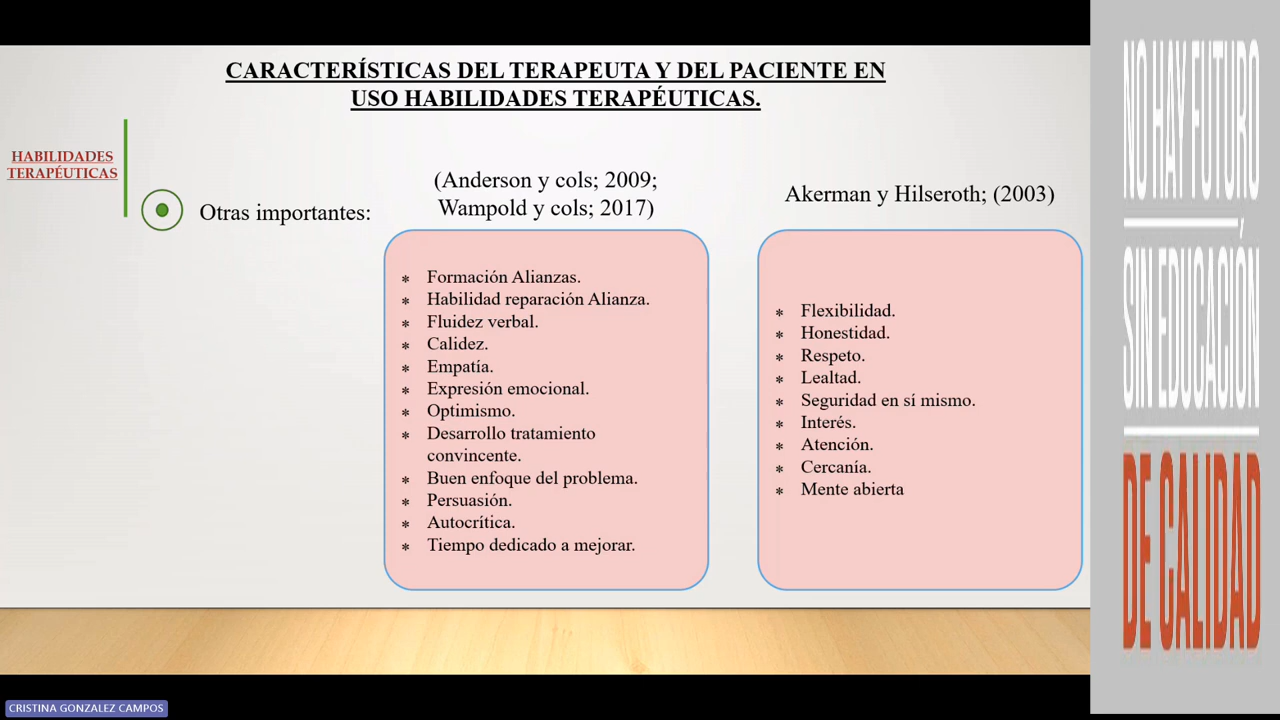 CARACTERÍSTICAS DEL TERAPEUTA Y DEL PACIENTE EN
USO HABILIDADES TERAPÉUTICAS.
HABILIDADES
TERAPÉUTICAS
Otras importantes:
(Anderson y cols; 2009;
Wampold y cols; 2017)
* Formación Alianzas.
* Habilidad reparación Alianza.
* Fluidez verbal.
* Calidez.
* Empatía.
* Expresión emocional.
* Optimismo.
* Desarrollo tratamiento
convincente.
* Buen enfoque del problema.
* Persuasión.
* Autocrítica.
* Tiempo dedicado a mejorar.
Akerman y Hilseroth; (2003)
* Flexibilidad.
* Honestidad.
* Respeto.
* Lealtad.
* Seguridad en sí mismo.
* Interés.
* Atención.
* Cercanía.
* Mente abierta
NO HAY FUTURO
SIN EDUCACIÓN
DE CALIDAD
CRISTINA GONZALEZ CAMPOS